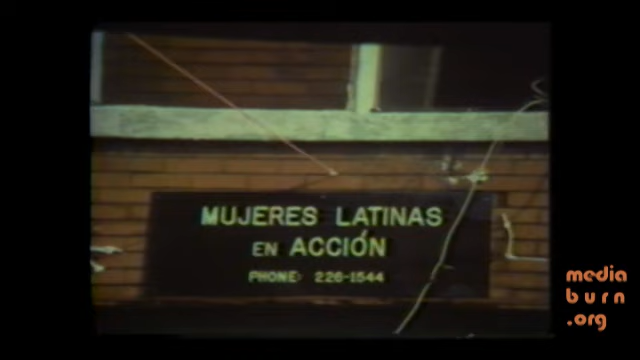 MUJERES LATINAS
EN ACCIÓN
PHONE: 226-1544
media
burn
.org